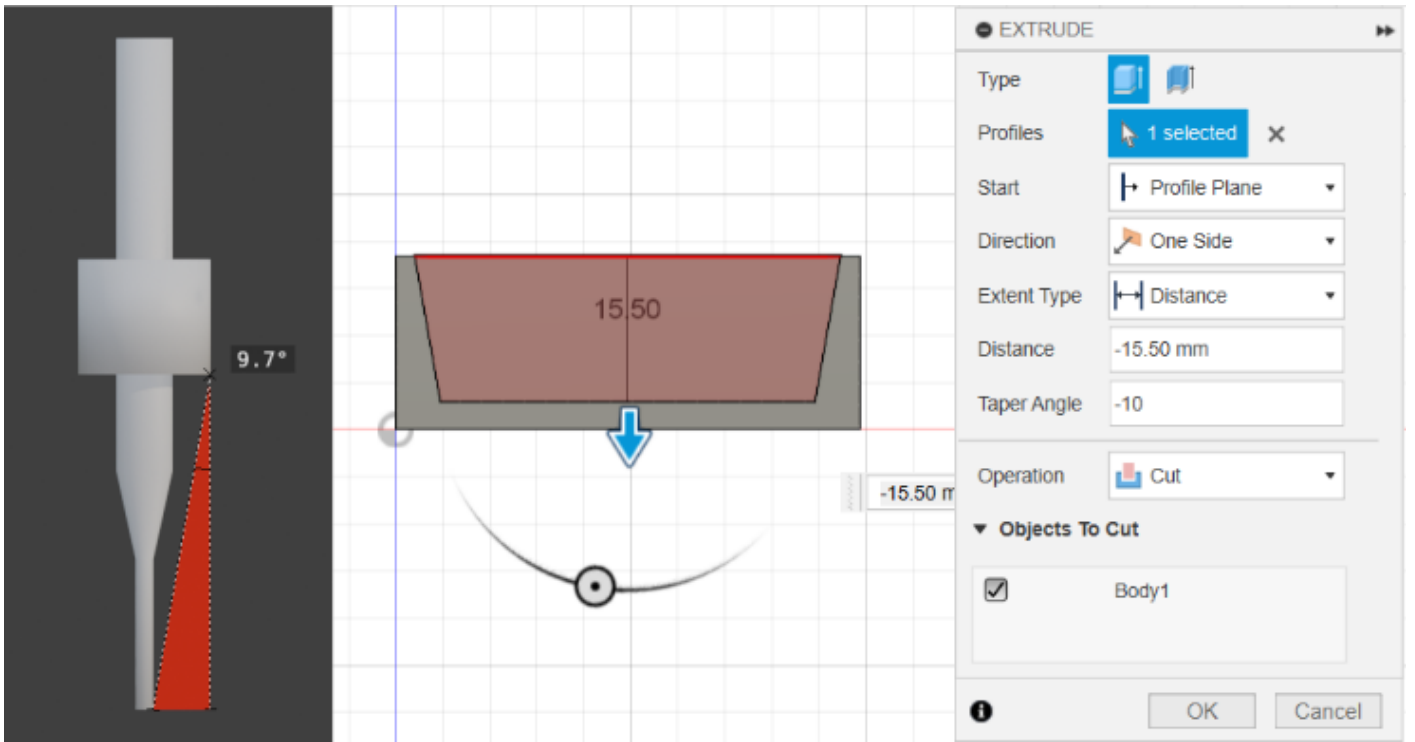 9.7°
15.50
-15.50 m
EXTRUDE
Type
Profiles 1 selected
Start Profile Plane
Direction One Side
Extent Type Distance
Distance -15.50 mm
Taper Angle -10
Operation Cut
Objects To Cut
Body1
OK Cancel